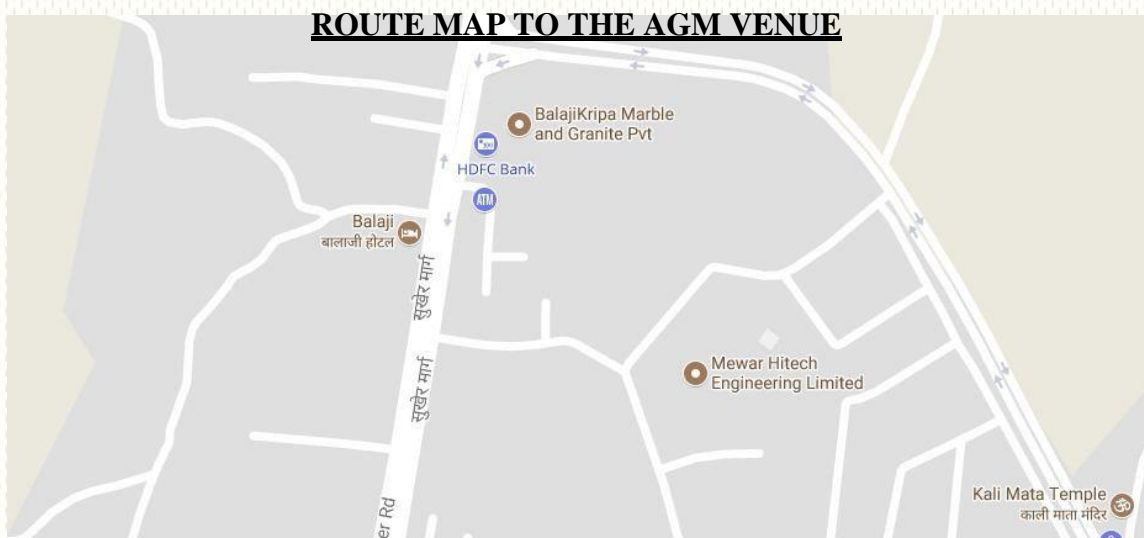 ROUTE MAP TO THE AGM VENUE
BalajiKripa Marble
and Granite Pvt
HDFC Bank
ATM
Balaji
बालाजी होटल
सुखेर मार्ग
सुखेर मार्ग
Mewar Hitech
Engineering Limited
Kali Mata Temple
काली माता मंदिर
er Rd